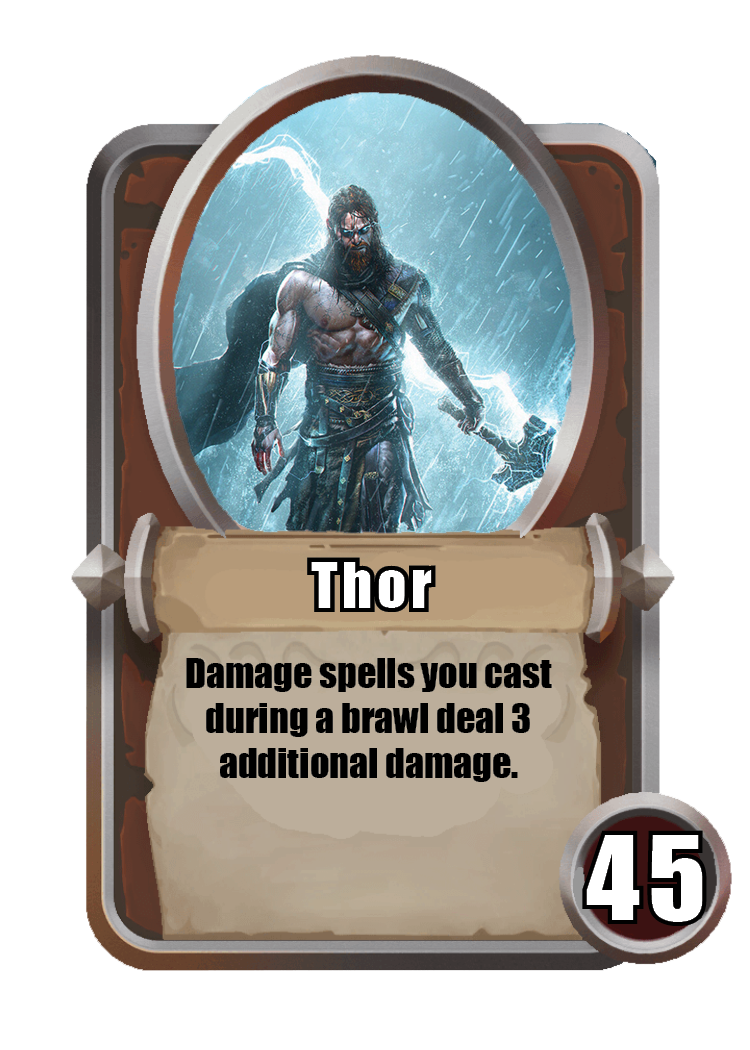 Thor
Damage spells you cast
during a brawl deal 3
additional damage.
45